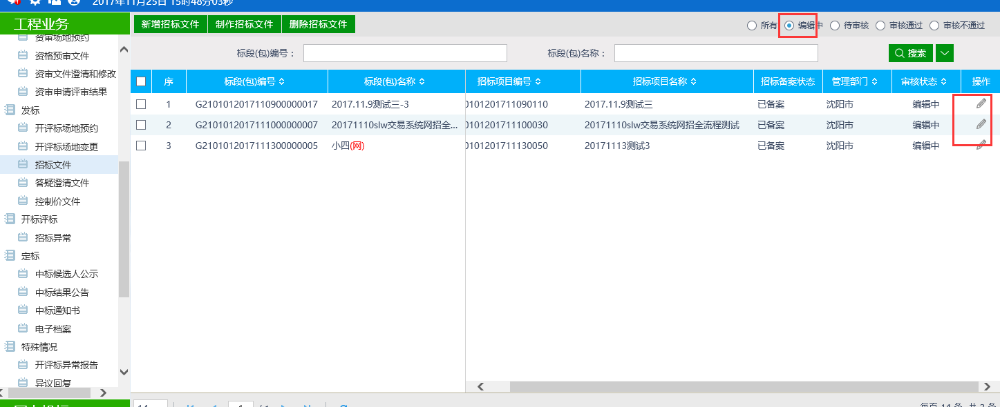 2017年11月25日 15时48分03秒
工程业务
资审场地预约
资格预审文件
资审文件澄清和修改
资审申请评审结果
发标
开评标场地预约
开评标场地变更
招标文件
答疑澄清文件
控制价文件
开标评标
招标异常
定标
中标候选人公示
中标结果公告
中标通知书
电子档案
特殊情况
开评标异常报告
异议回复
新增招标文件 制作招标文件 删除招标文件
所有 编辑中 待审核 审核通过 审核不通过
标段(包)编号： 标段(包)名称： 搜索
序 标段(包)编号 标段(包)名称 招标项目编号 招标项目名称 招标备案状态 管理部门 审核状态 操作
1 G2101012017110900000017 2017.11.9测试三-3 0101201711090110 2017.11.9测试三 已备案 沈阳市 编辑中
2 G2101012017111000000007 20171110slw交易系统网招全... 0101201711100030 20171110slw交易系统网招全流程测试 已备案 沈阳市 编辑中
3 G2101012017111300000005 小四(网) 0101201711130050 20171113测试3 已备案 沈阳市 编辑中
14 1 /1 每页 14 条 共 3 条